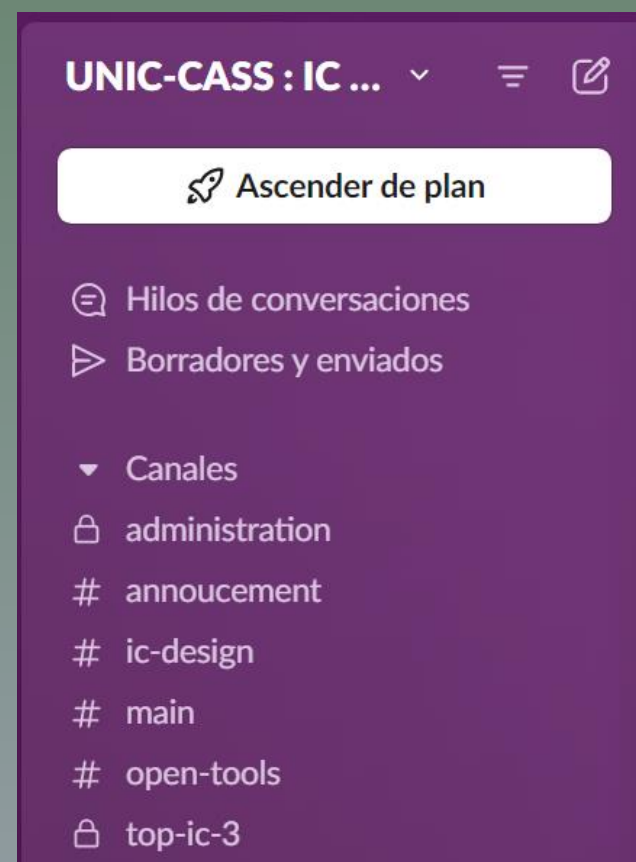 UNIC-CASS : IC ...
Ascender de plan
Hilos de conversaciones
Borradores y enviados
Canales
administration
# annoucement
# ic-design
# main
# open-tools
top-ic-3